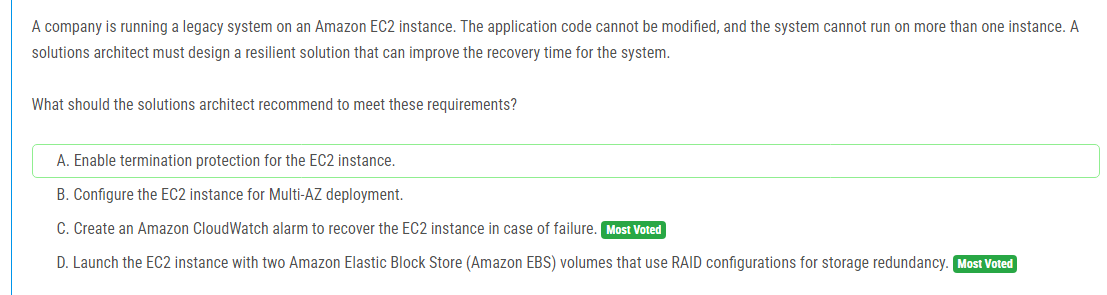 A company is running a legacy system on an Amazon EC2 instance. The application code cannot be modified, and the system cannot run on more than one instance. A
solutions architect must design a resilient solution that can improve the recovery time for the system.
What should the solutions architect recommend to meet these requirements?
A. Enable termination protection for the EC2 instance.
B. Configure the EC2 instance for Multi-AZ deployment.
C. Create an Amazon CloudWatch alarm to recover the EC2 instance in case of failure. Most Voted
D. Launch the EC2 instance with two Amazon Elastic Block Store (Amazon EBS) volumes that use RAID configurations for storage redundancy. Most Voted